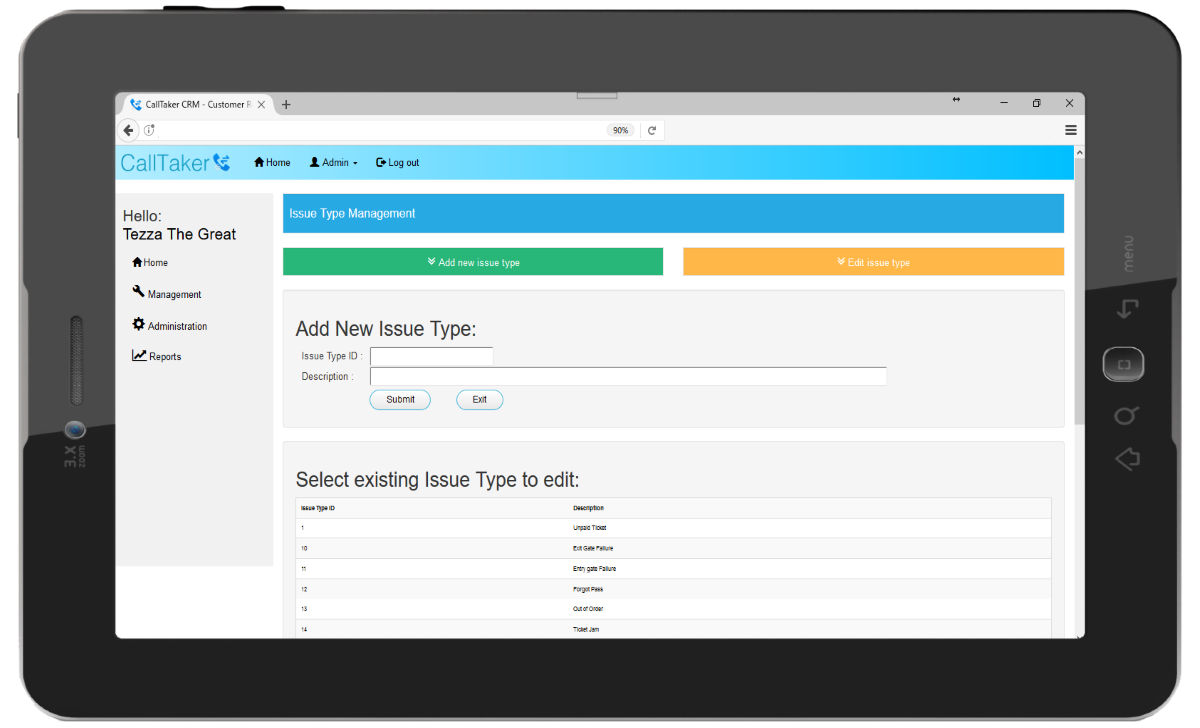 CallTaker CRM - Customer R
90%
CallTaker
Home
Admin
Log out
Hello:
Tezza The Great
Home
Management
Administration
Reports
Issue Type Management
Add new issue type
Edit issue type
Add New Issue Type:
Issue Type ID :
Description :
Submit
Exit
Select existing Issue Type to edit:
Issue Type ID
Description
1
Unpaid Ticket
10
Exit Gate Failure
11
Entry gate Failure
12
Forgot Pass
13
Out of Order
14
Ticket Jam
menu
3.X
zoom